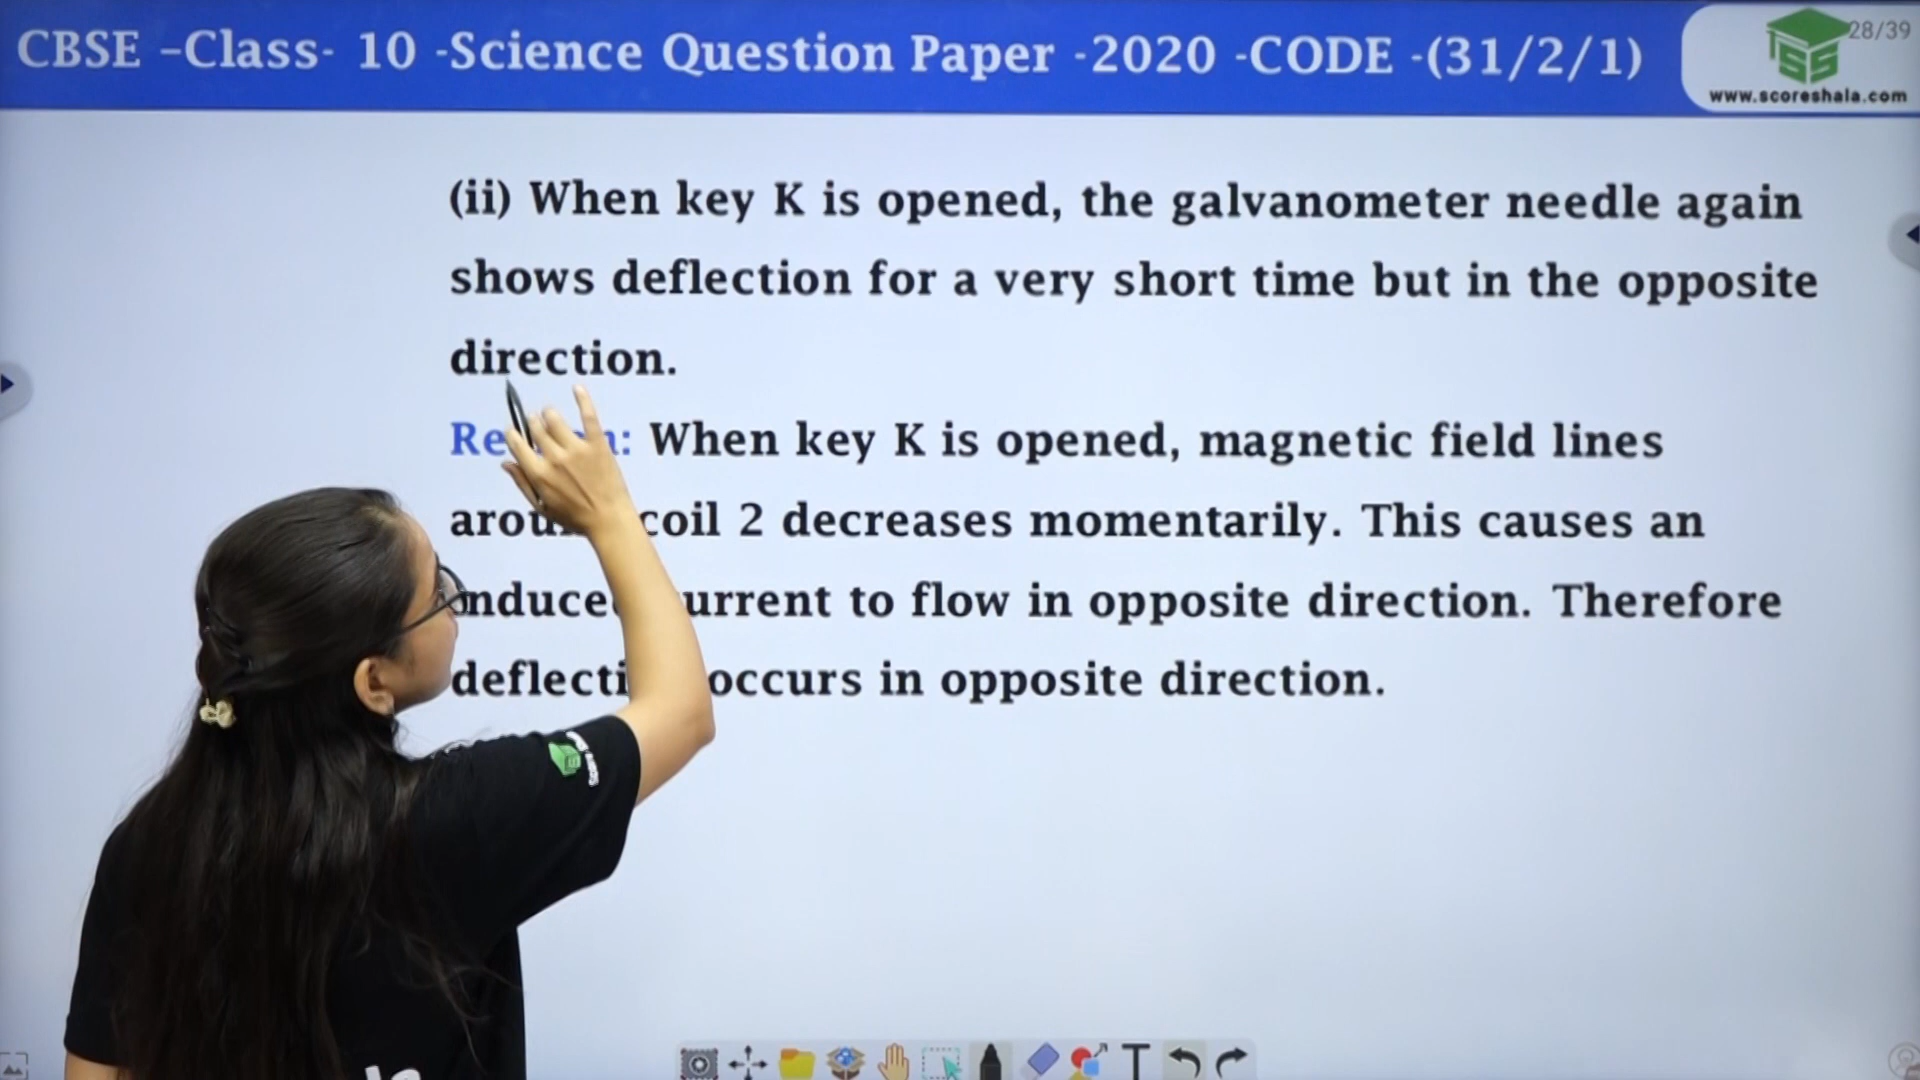 CBSE –Class- 10 -Science Question Paper -2020 -CODE -(31/2/1)
28/39
www.scoreshala.com
(ii) When key K is opened, the galvanometer needle again
shows deflection for a very short time but in the opposite
direction.
When key K is opened, magnetic field lines
coil 2 decreases momentarily. This causes an
to flow in opposite direction. Therefore
occurs in opposite direction.